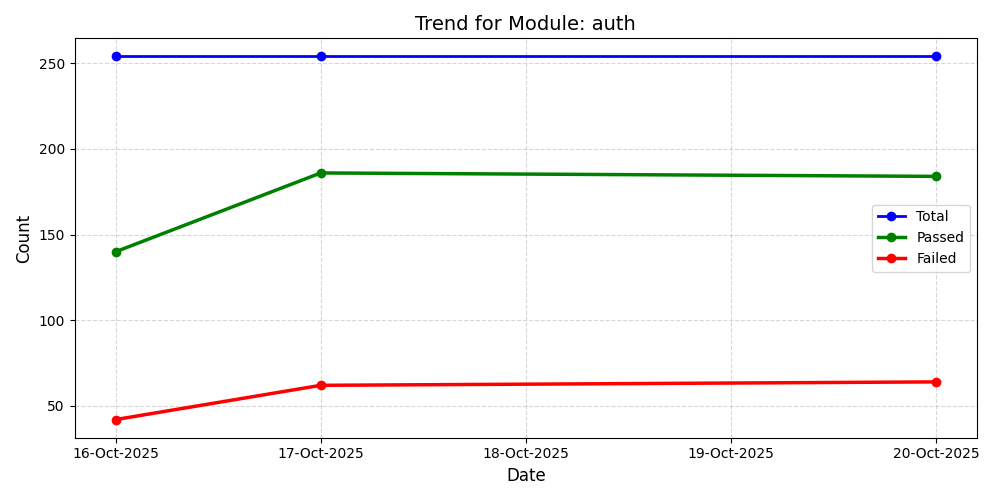 Trend for Module: auth
250
200
150
100
50
Count
Total
Passed
Failed
16-Oct-2025 17-Oct-2025 18-Oct-2025 19-Oct-2025 20-Oct-2025
Date